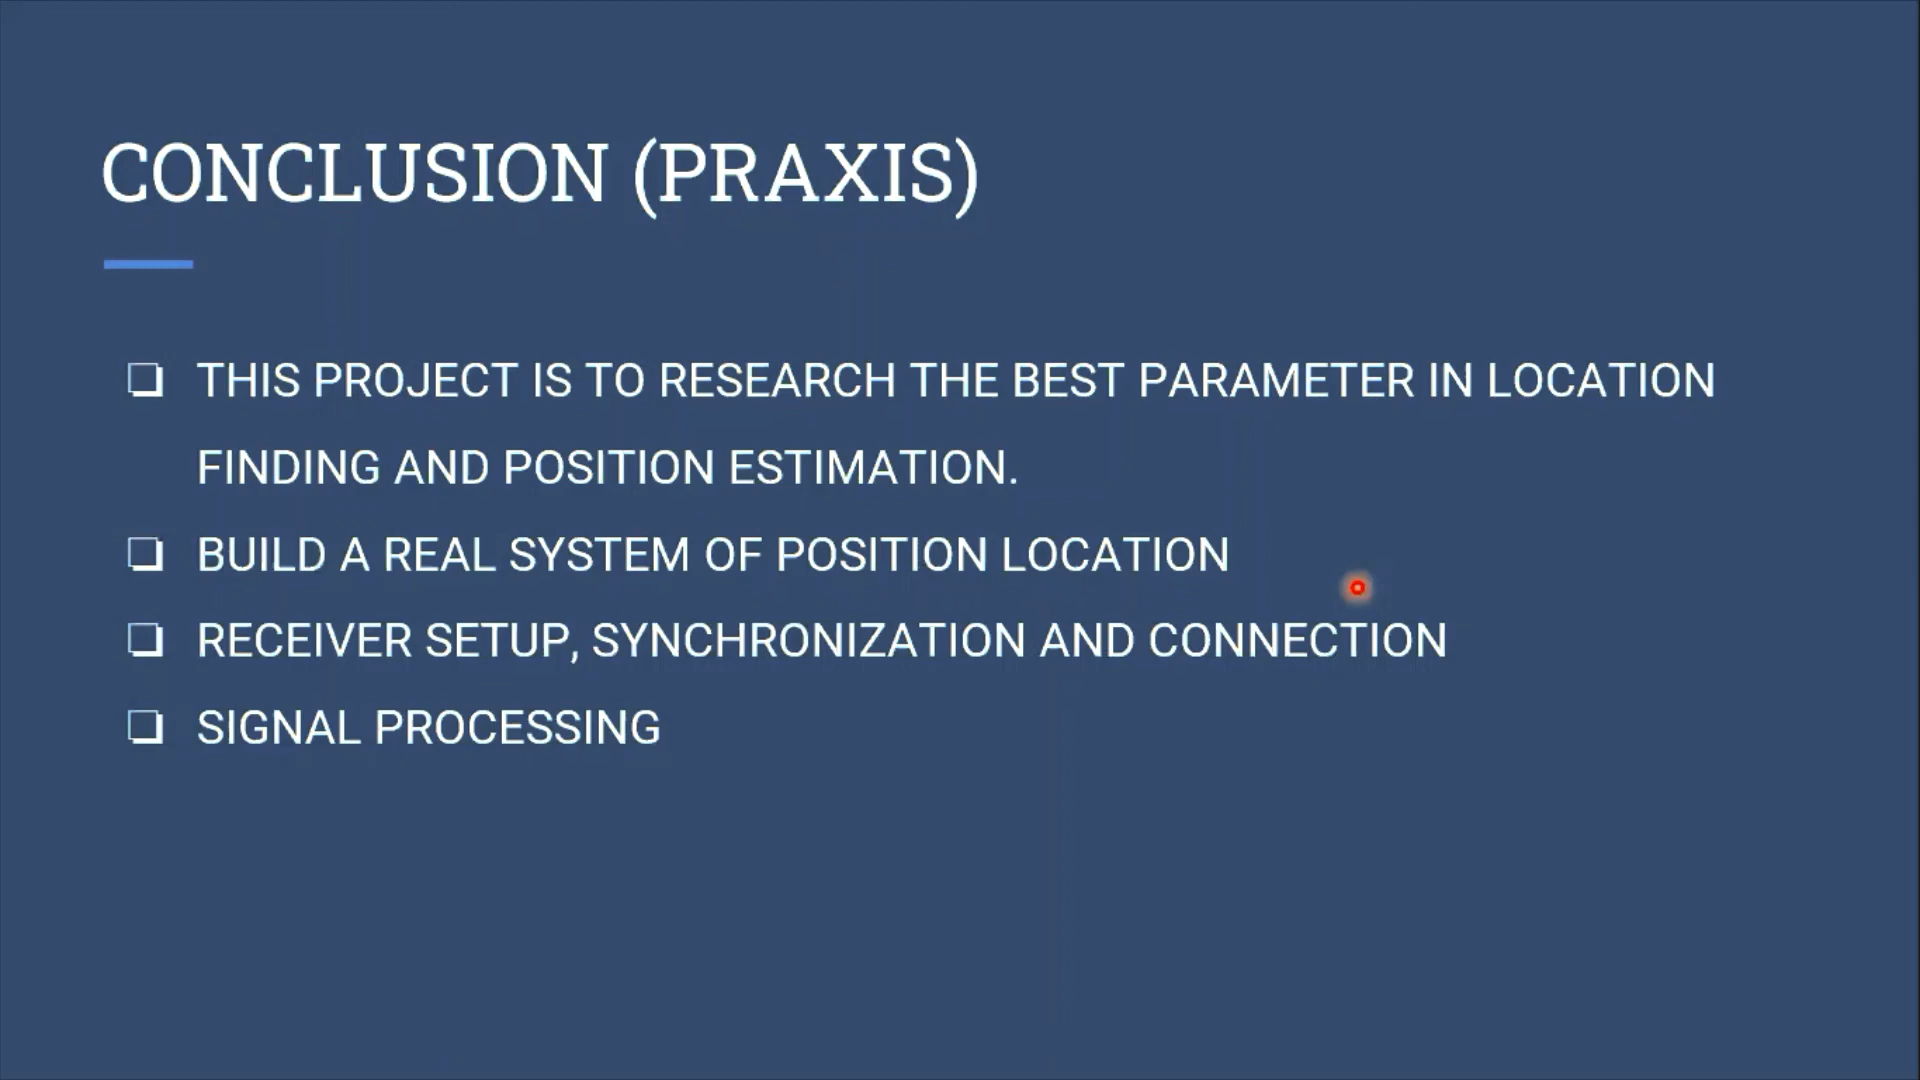 CONCLUSION (PRAXIS)
THIS PROJECT IS TO RESEARCH THE BEST PARAMETER IN LOCATION
FINDING AND POSITION ESTIMATION.
BUILD A REAL SYSTEM OF POSITION LOCATION
RECEIVER SETUP, SYNCHRONIZATION AND CONNECTION
SIGNAL PROCESSING